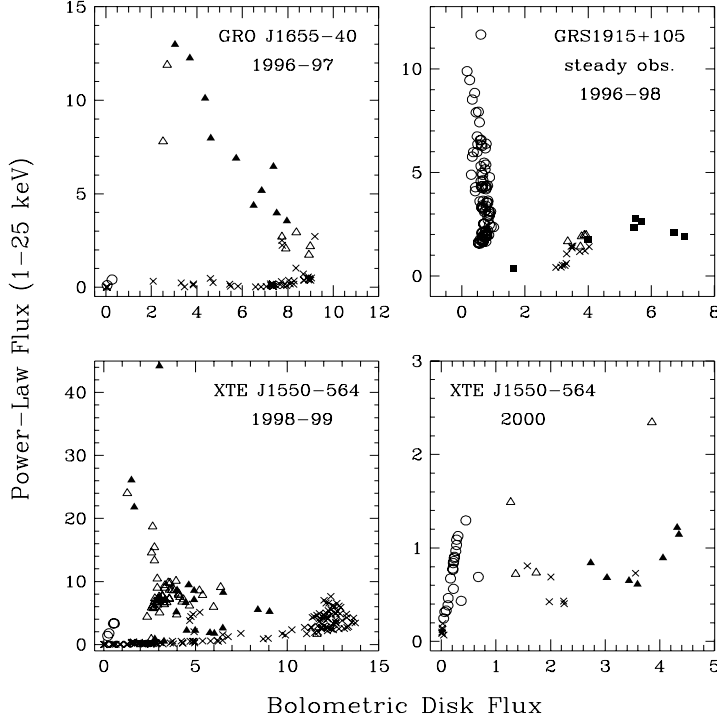 GRO J1655-40
1996-97
15
10
5
0
0 2 4 6 8 10 12
GRS1915+105
steady obs.
1996-98
10
5
0
0 2 4 6 8
XTE J1550-564
1998-99
40
30
20
10
0
0 5 10 15
XTE J1550-564
2000
3
2
1
0
0 1 2 3 4 5
Power-Law Flux (1-25 keV)
Bolometric Disk Flux